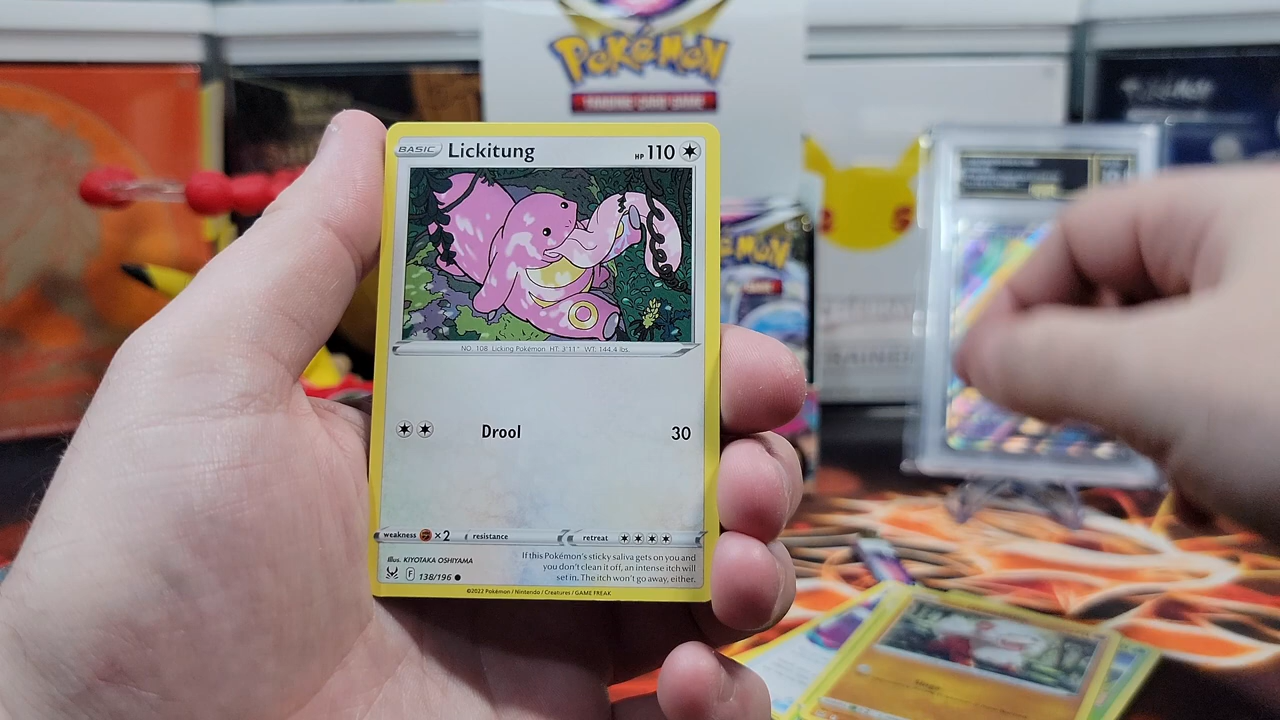 POKéMON
TRADING CARD GAME
BASIC Lickitung HP 110
NO. 108 Licking Pokémon HT: 3'11" WT: 144.4 lbs.
Drool 30
weakness ×2 resistance retreat
Illus. KIYOTAKA OSHIYAMA
If this Pokémon's sticky saliva gets on you and
you don't clean it off, an intense itch will
set in. The itch won't go away, either.
F 138/196
©2022 Pokémon / Nintendo / Creatures / GAME FREAK